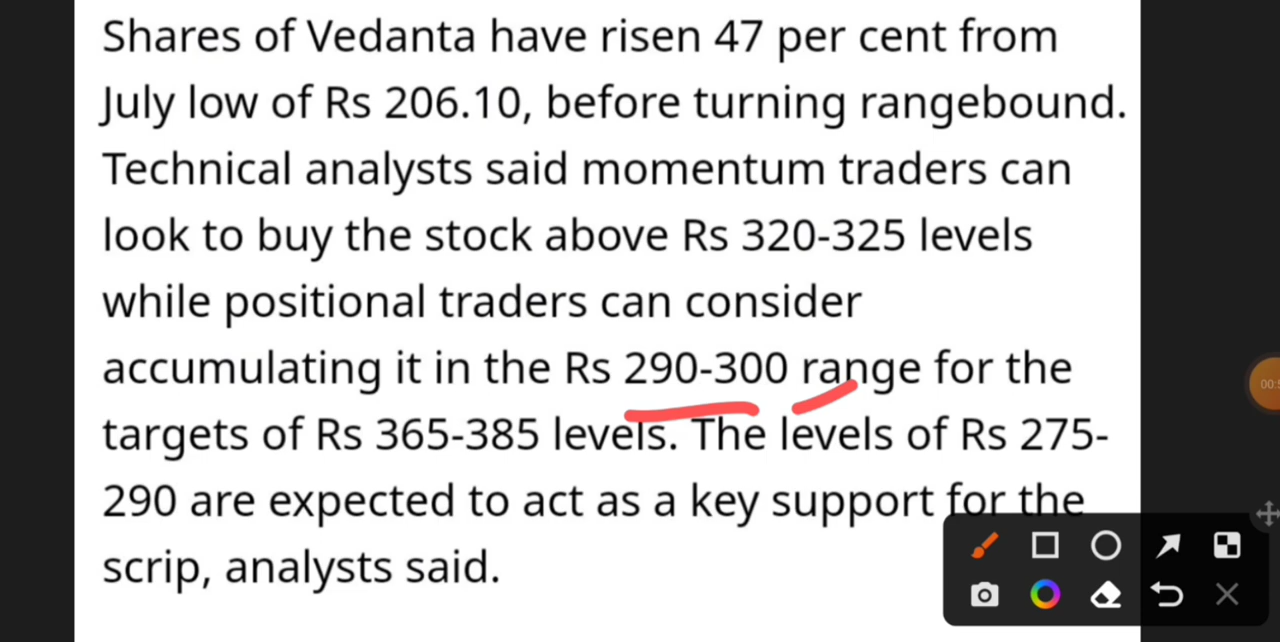 Shares of Vedanta have risen 47 per cent from
July low of Rs 206.10, before turning rangebound.
Technical analysts said momentum traders can
look to buy the stock above Rs 320-325 levels
while positional traders can consider
accumulating it in the Rs 290-300 range for the
targets of Rs 365-385 levels. The levels of Rs 275-
290 are expected to act as a key support for the
scrip, analysts said.